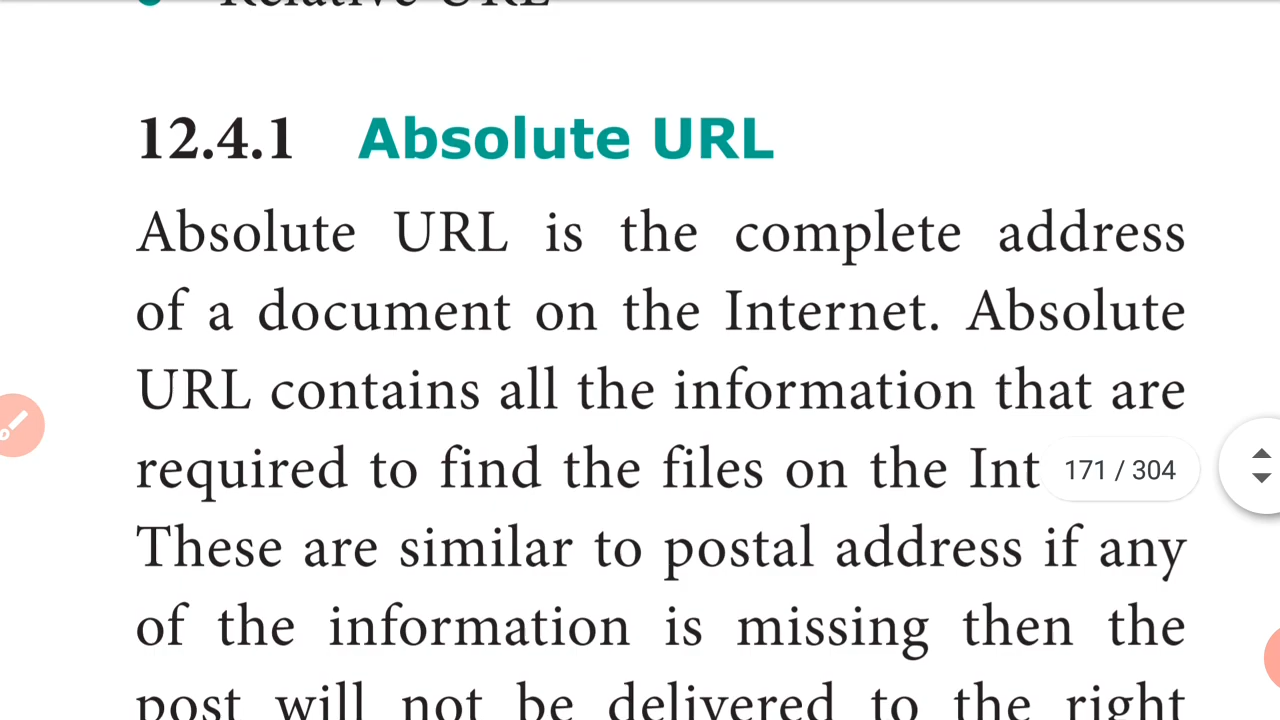 Relative URL
12.4.1 Absolute URL
Absolute URL is the complete address
of a document on the Internet. Absolute
URL contains all the information that are
required to find the files on the Int
171 / 304
These are similar to postal address if any
of the information is missing then the
post will not be delivered to the right